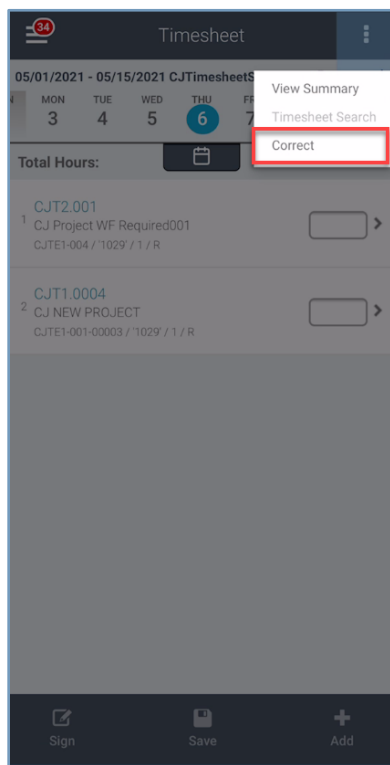 34
Timesheet
05/01/2021 - 05/15/2021 CJTimesheetS
View Summary
Timesheet Search
Correct
MON TUE WED THU FR
3 4 5 6 7
Total Hours:
1 CJT2.001
CJ Project WF Required001
CJTE1-004 / '1029' / 1 / R
2 CJT1.0004
CJ NEW PROJECT
CJTE1-001-00003 / '1029' / 1 / R
Sign Save Add